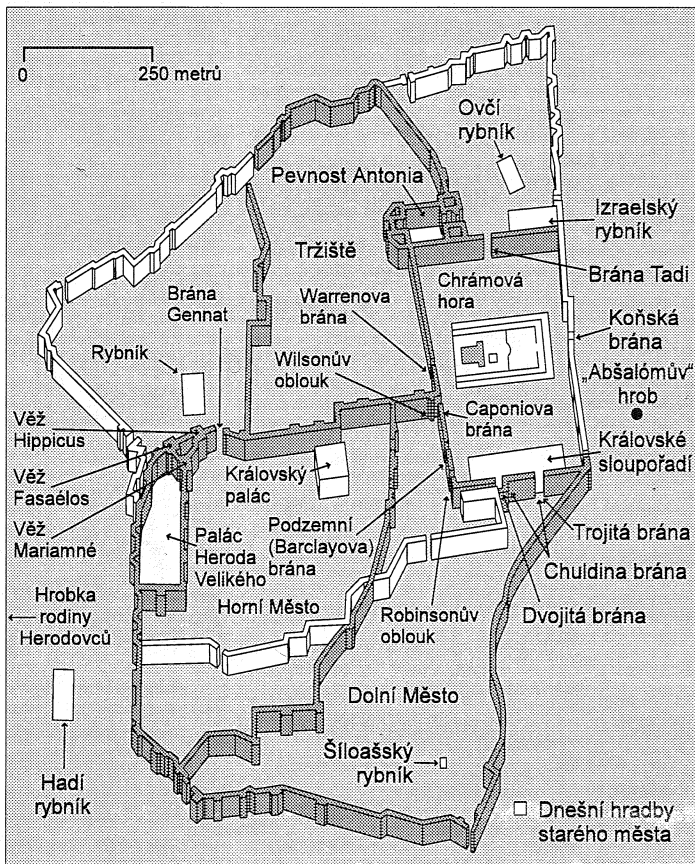 0
250 metrů
Ovčí
rybník
Pevnost Antonia
Izraelský
rybník
Tržiště
Brána Tadi
Chrámová
hora
Brána
Gennat
Warrenova
brána
Koňská
brána
Rybník
Wilsonův
oblouk
„Abšalómův”
hrob
Caponiova
brána
Věž
Hippicus
Královský
palác
Královské
sloupořadí
Věž
Fasaélos
Věž
Mariamné
Palác
Heroda
Velikého
Podzemní
(Barclayova)
brána
Trojitá brána
Chuldina brána
Hrobka
rodiny
Herodovců
Horní Město
Robinsonův
oblouk
Dvojitá brána
Dolní Město
Šíloašský
rybník
Hadí
rybník
Dnešní hradby
starého města